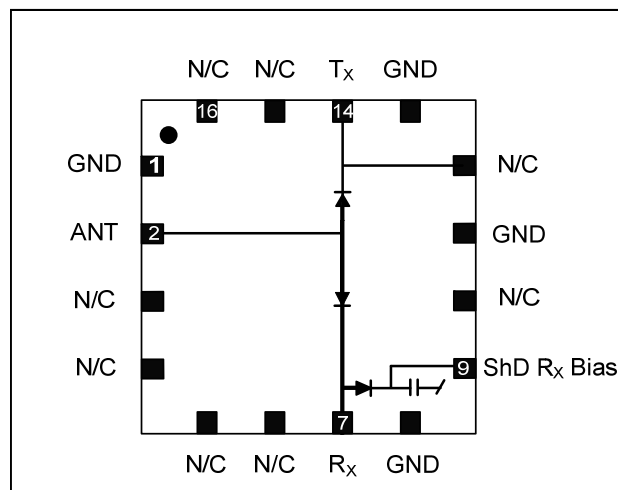 N/C N/C TX GND
16 14
GND 1 N/C
ANT 2 GND
N/C N/C
N/C 9 ShD RX Bias
7
N/C N/C RX GND